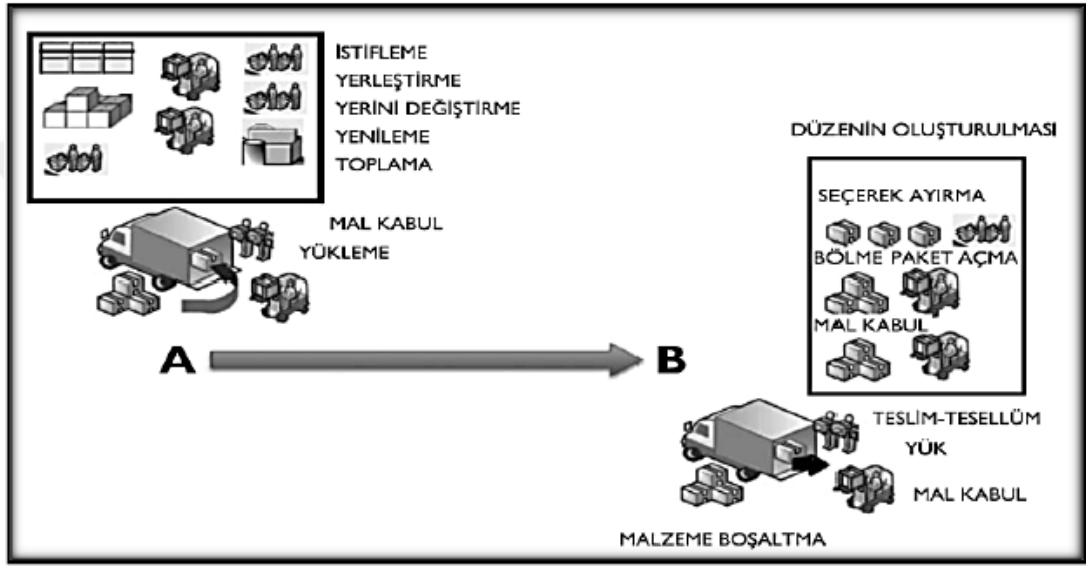 İSTİFLEME
YERLEŞTİRME
YERİNİ DEĞİŞTİRME
YENİLEME
TOPLAMA
MAL KABUL
YÜKLEME
A
B
DÜZENİN OLUŞTURULMASI
SEÇEREK AYIRMA
BÖLME PAKET AÇMA
MAL KABUL
TESLİM-TESELLÜM
YÜK
MAL KABUL
MALZEME BOŞALTMA